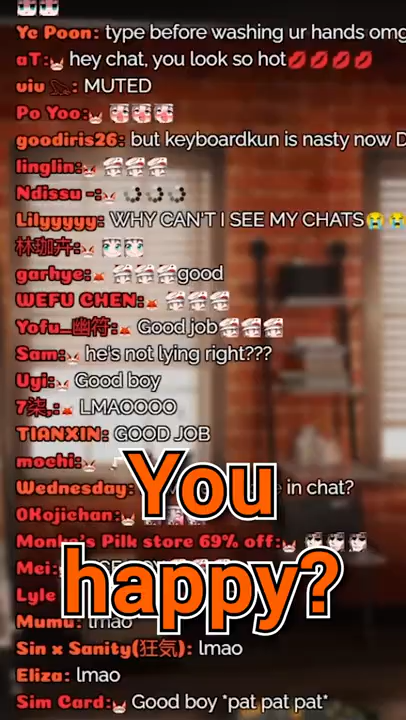 Ye Poon: type before washing ur hands omg
aT: hey chat, you look so hot
uiu : MUTED
Po Yoo:
goodiris26: but keyboardkun is nasty now D
linglin:
Ndissu -:
Lilyyyyy: WHY CAN'T I SEE MY CHATS
林珈卉:
garhye: good
WEFU CHEN:
Yofu_幽符: Good job
Sam: he's not lying right???
Uyi: Good boy
7柒,: LMAOOOO
TIANXIN: GOOD JOB
mochi:
Wednesday: in chat?
0Kojichan:
Monke's Pilk store 69% off:
Mei:
Lyle
Mumu: lmao
Sin x Sanity(狂気): lmao
Eliza: lmao
Sim Card: Good boy *pat pat pat*
You
happy?